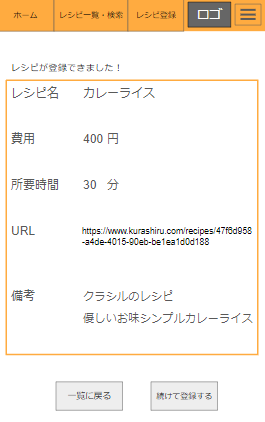 ホーム
レシピ一覧・検索
レシピ登録
ロゴ
レシピが登録できました！
レシピ名 カレーライス
費用 400 円
所要時間 30 分
URL https://www.kurashiru.com/recipes/47f6d958
-a4de-4015-90eb-be1ea1d0d188
備考 クラシルのレシピ
優しいお味シンプルカレーライス
一覧に戻る
続けて登録する